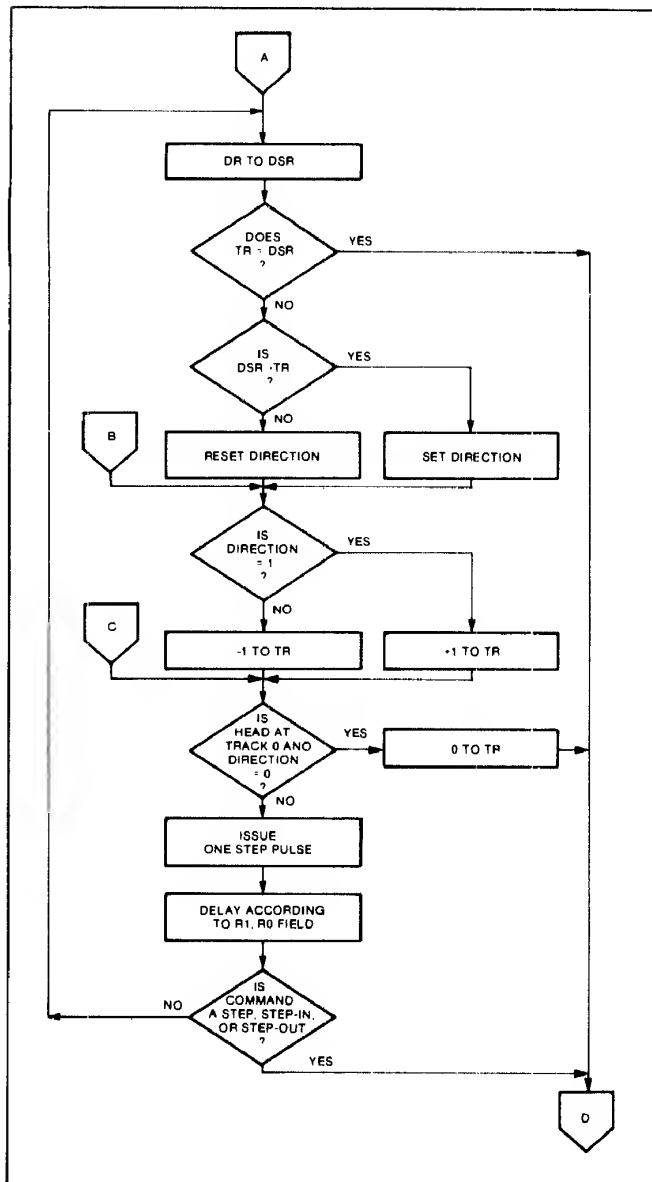 A
DR TO DSR
DOES
TR = DSR
?
YES
NO
IS
DSR >TR
?
YES
NO
B
RESET DIRECTION
SET DIRECTION
IS
DIRECTION
= 1
?
YES
NO
C
-1 TO TR
+1 TO TR
IS
HEAD AT
TRACK 0 AND
DIRECTION
= 0
?
YES
0 TO TR
NO
ISSUE
ONE STEP PULSE
DELAY ACCORDING
TO R1, R0 FIELD
IS
COMMAND
A STEP, STEP-IN,
OR STEP-OUT
?
NO
YES
D